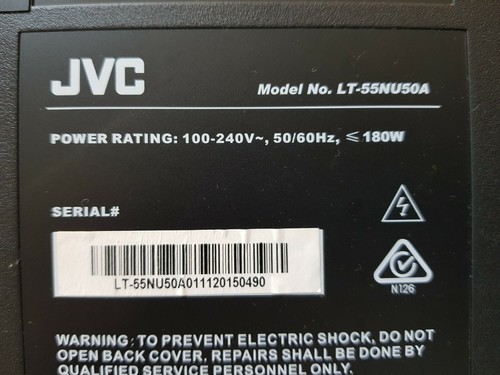 JVC
Model No. LT-55NU50A
POWER RATING: 100-240V~, 50/60Hz, ≤180W
SERIAL#
LT-55NU50A011120150490
N126
WARNING: TO PREVENT ELECTRIC SHOCK, DO NOT
OPEN BACK COVER. REPAIRS SHALL BE DONE BY
QUALIFIED SERVICE PERSONNEL ONLY.